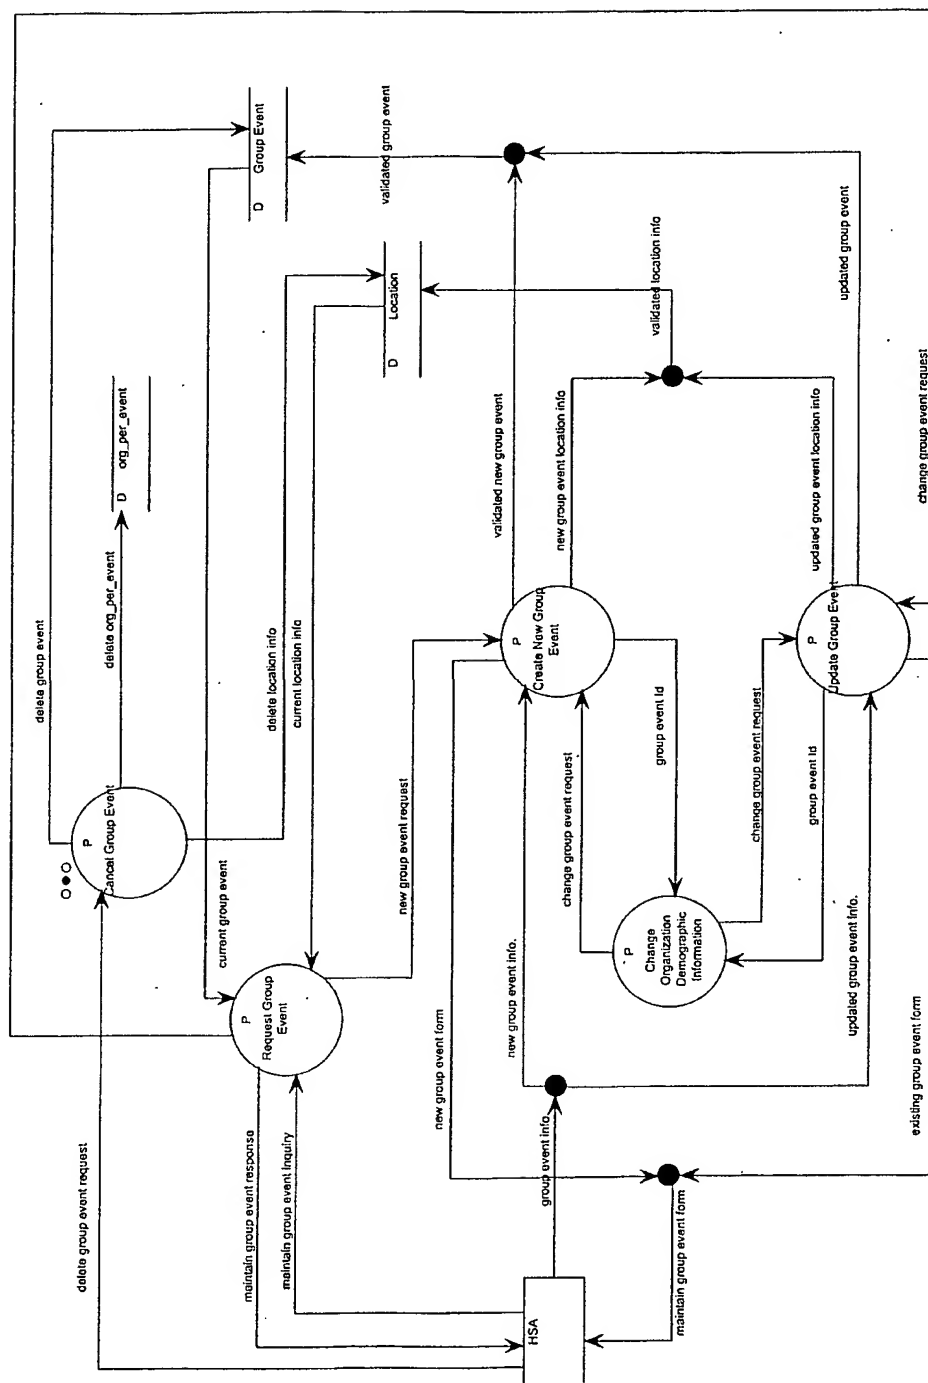 delete group event
D Group Event
validated group event
delete org_per_event
D org_per_event
D Location
validated location info
updated group event
change group event request
delete location info
current location info
validated new group event
new group event location info
updated group event location info
P
Cancel Group Event
current group event
new group event request
P
Create New Group
Event
group event Id
change group event request
P
Update Group Event
change group event request
group event Id
P
Request Group
Event
P
Change
Organization
Demographic
Information
new group event form
new group event info.
updated group event info.
existing group event form
delete group event request
maintain group event response
maintain group event Inquiry
group event info.
maintain group event form
HSA